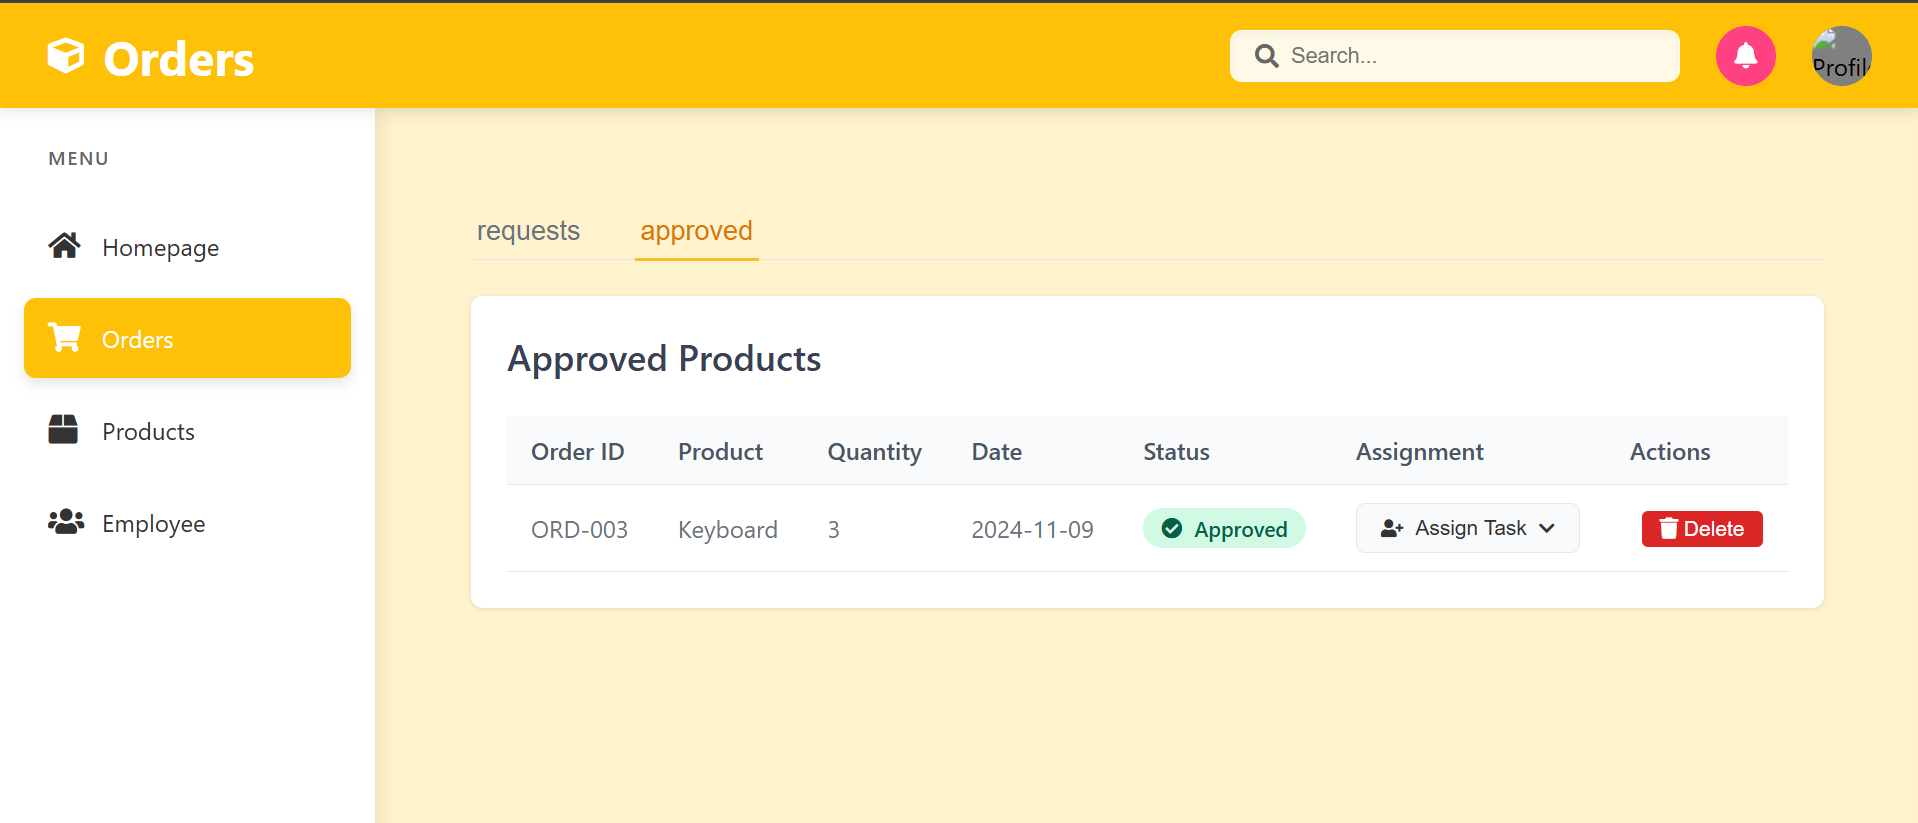 Orders
Search...
Profil
MENU
Homepage
Orders
Products
Employee
requests approved
Approved Products
Order ID Product Quantity Date Status Assignment Actions
ORD-003 Keyboard 3 2024-11-09 Approved Assign Task Delete